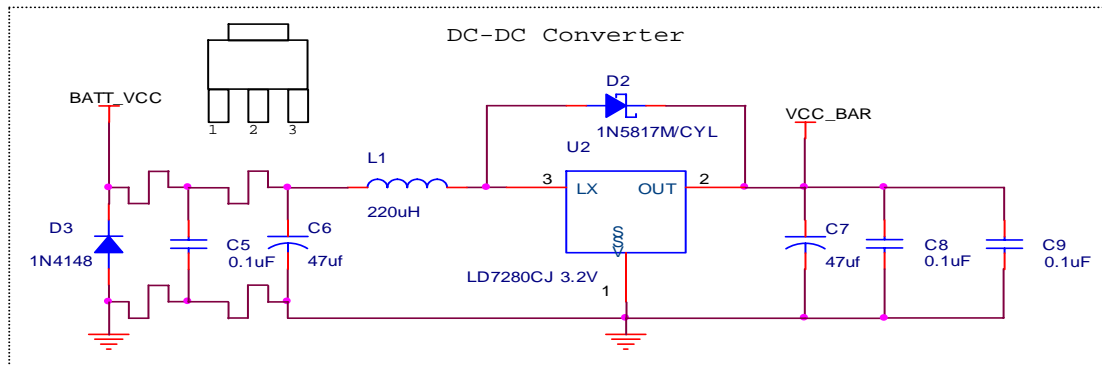 DC-DC Converter
BATT_VCC
1 2 3
D2
1N5817M/CYL
VCC_BAR
U2
L1
220uH
3
LX
OUT
2
VSS
D3
1N4148
C5
0.1uF
C6
47uf
LD7280CJ 3.2V
1
C7
47uf
C8
0.1uF
C9
0.1uF